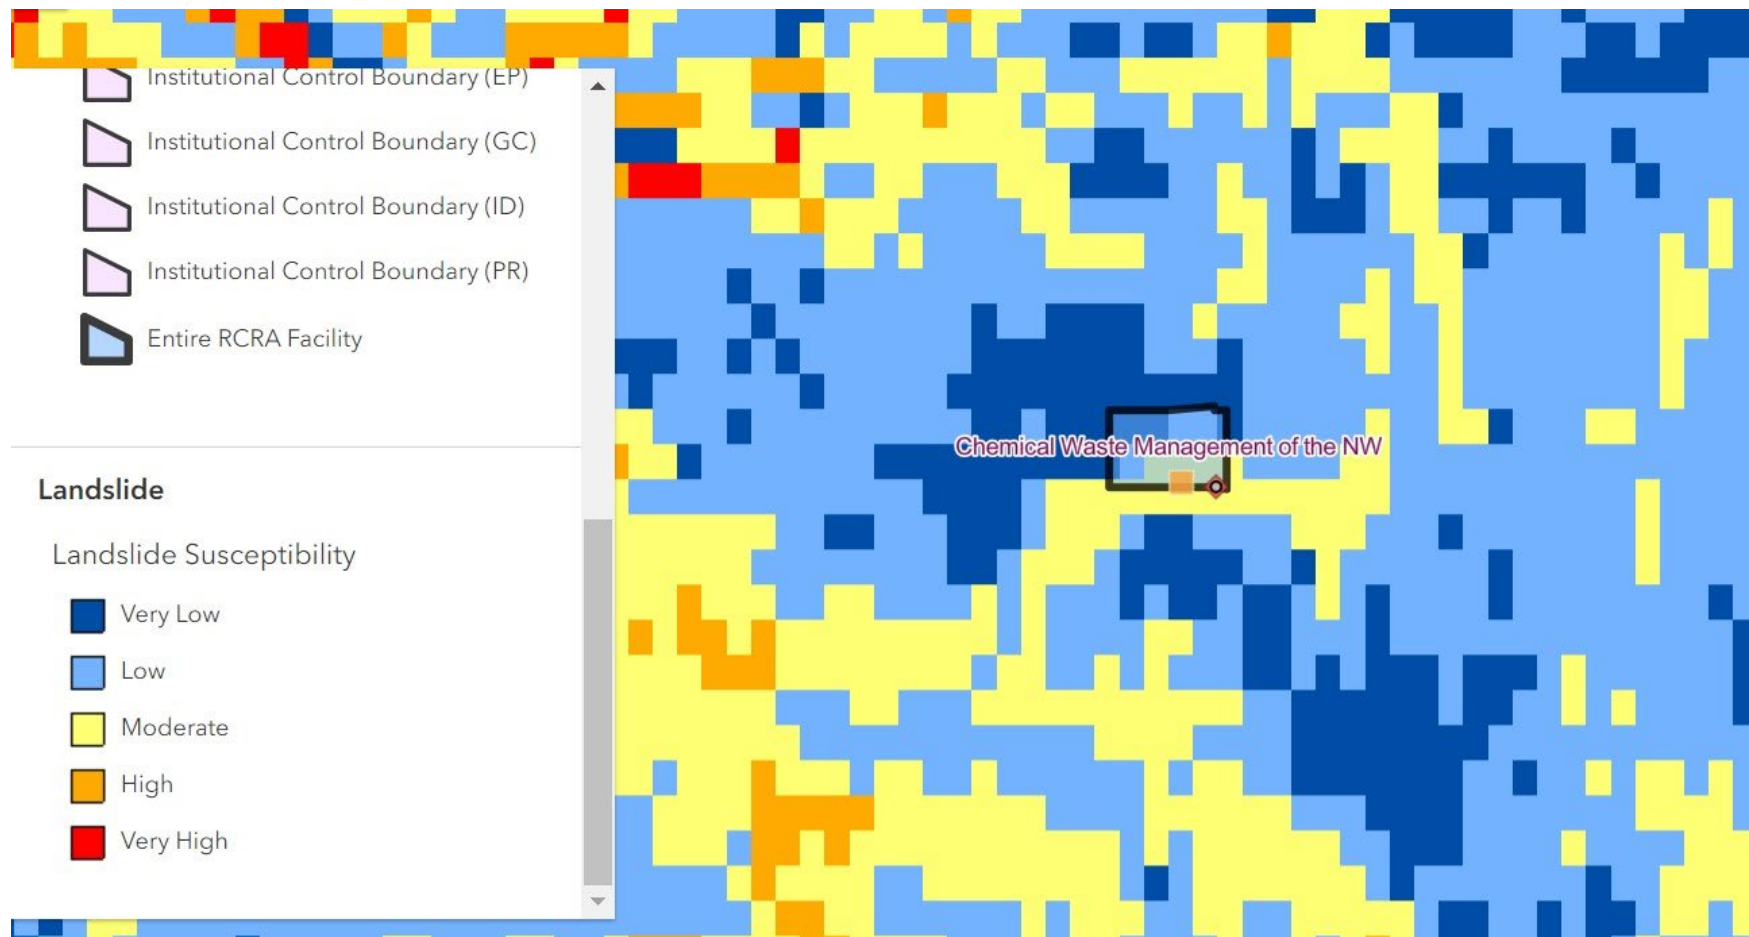 Institutional Control Boundary (EP)
Institutional Control Boundary (GC)
Institutional Control Boundary (ID)
Institutional Control Boundary (PR)
Entire RCRA Facility
Chemical Waste Management of the NW
Landslide
Landslide Susceptibility
Very Low
Low
Moderate
High
Very High